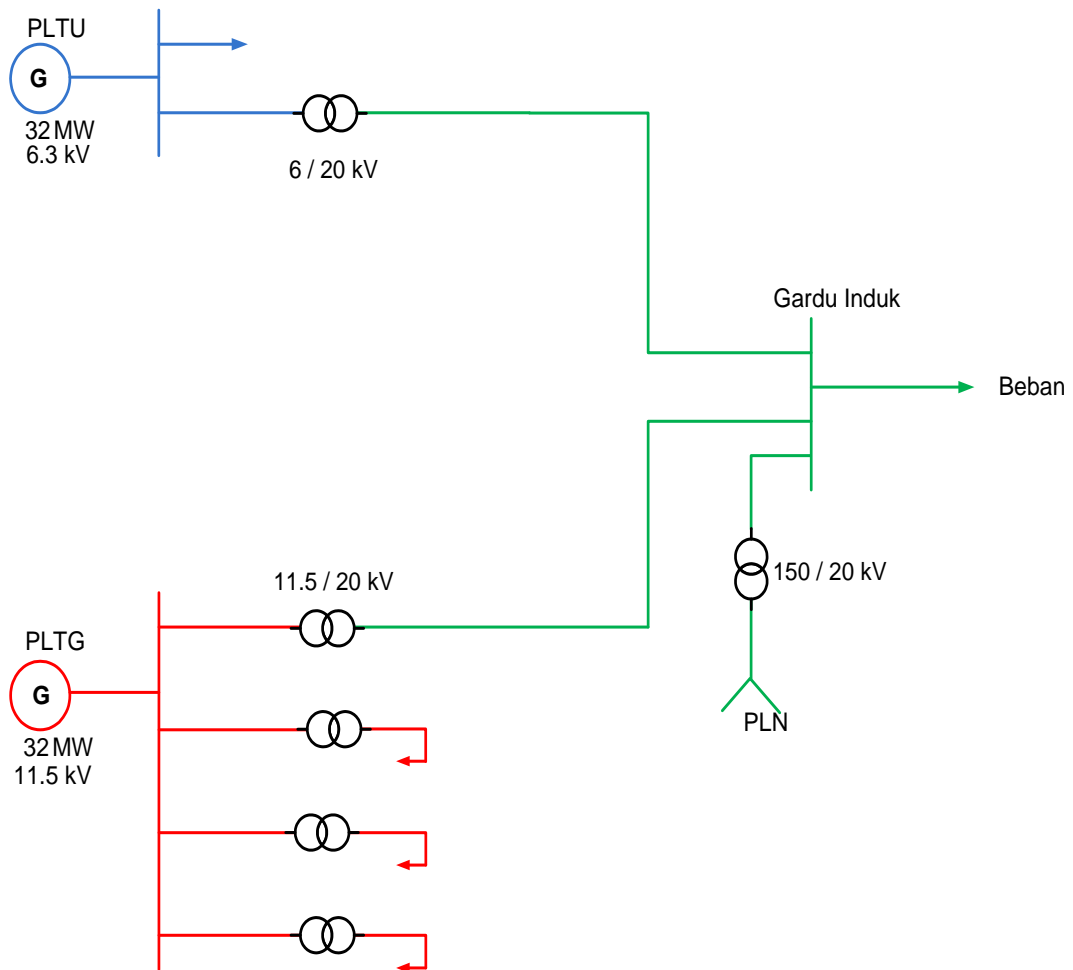 PLTU
G
32 MW
6.3 kV
6 / 20 kV
Gardu Induk
Beban
11.5 / 20 kV
150 / 20 kV
PLTG
G
32 MW
11.5 kV
PLN